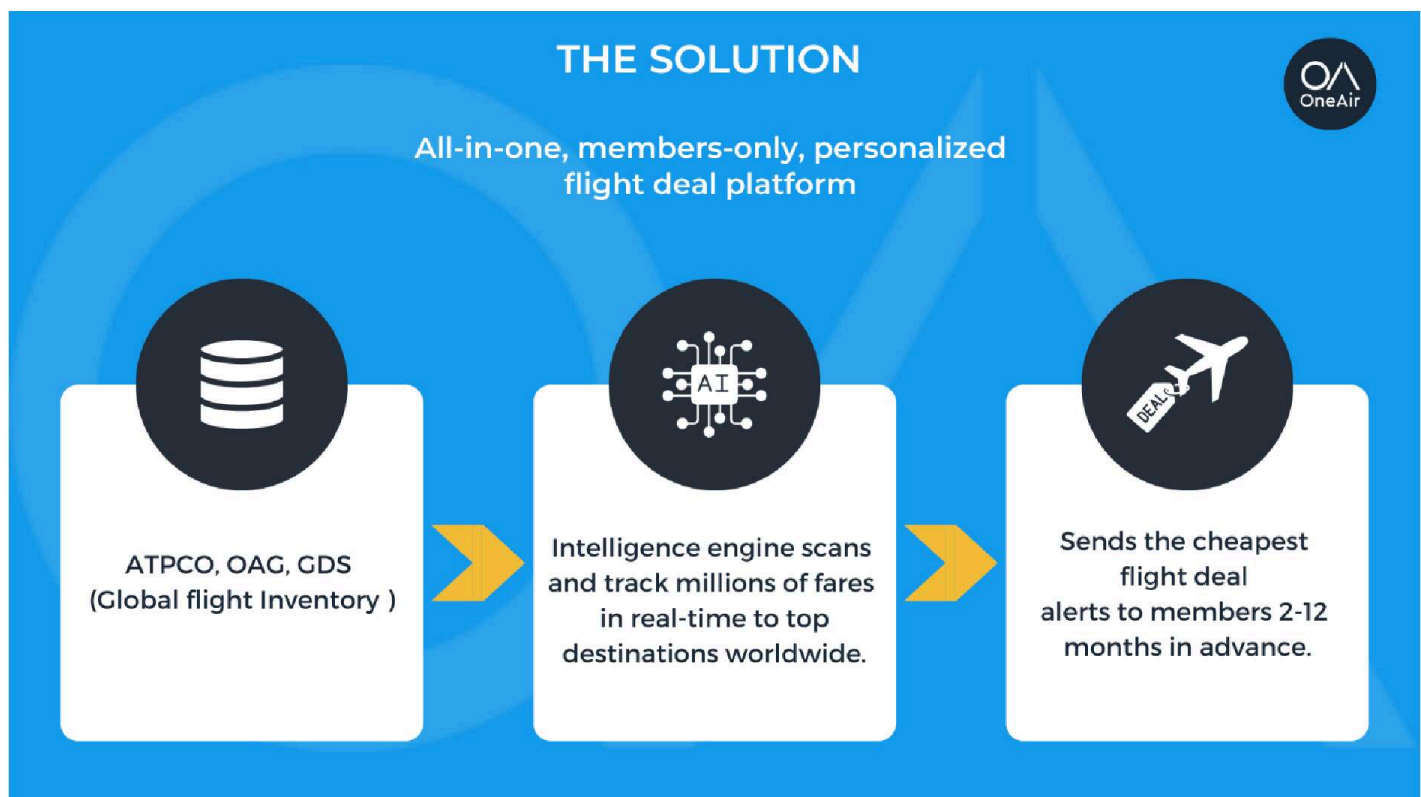 THE SOLUTION
OA
OneAir
All-in-one, members-only, personalized
flight deal platform
AI
DEAL
ATPCO, OAG, GDS
(Global flight Inventory )
Intelligence engine scans
and track millions of fares
in real-time to top
destinations worldwide.
Sends the cheapest
flight deal
alerts to members 2-12
months in advance.